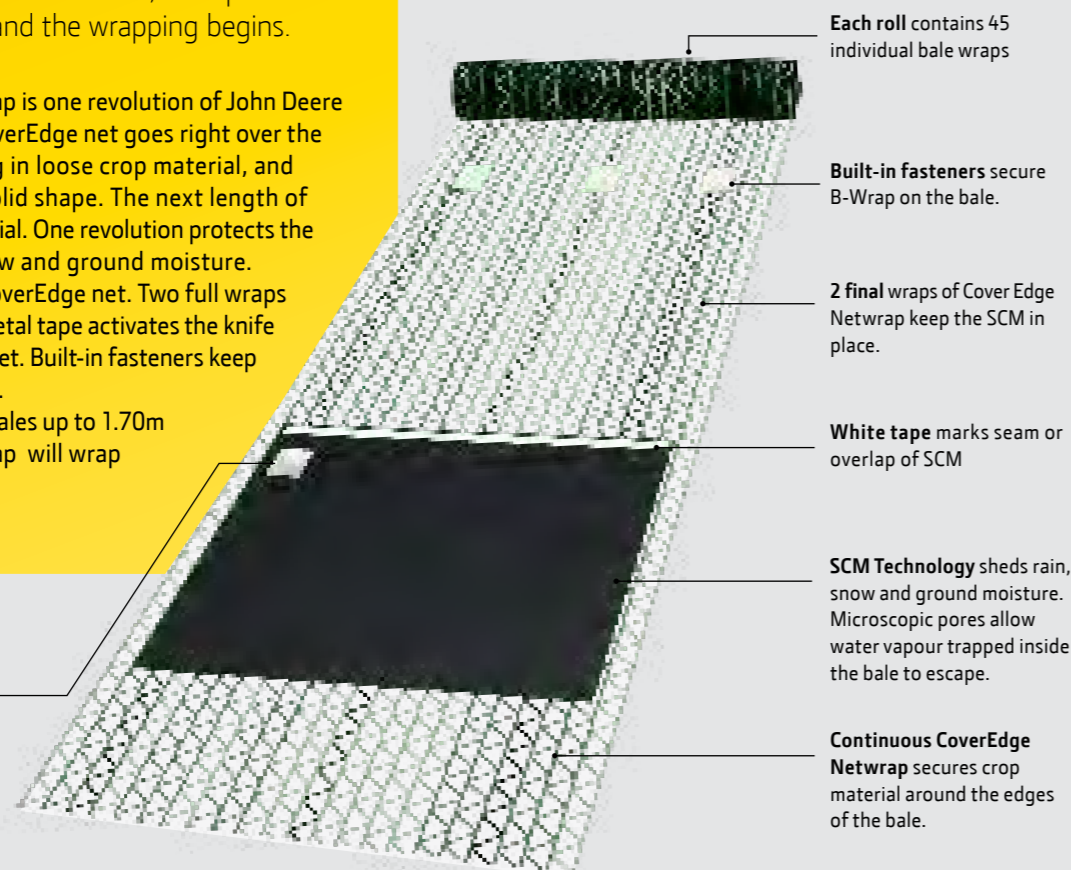 and the wrapping begins.
p is one revolution of John Deere
verEdge net goes right over the
g in loose crop material, and
olid shape. The next length of
ial. One revolution protects the
w and ground moisture.
overEdge net. Two full wraps
etal tape activates the knife
et. Built-in fasteners keep
ales up to 1.70m
ap will wrap
Each roll contains 45
individual bale wraps
Built-in fasteners secure
B-Wrap on the bale.
2 final wraps of Cover Edge
Netwrap keep the SCM in
place.
White tape marks seam or
overlap of SCM
SCM Technology sheds rain,
snow and ground moisture.
Microscopic pores allow
water vapour trapped inside
the bale to escape.
Continuous CoverEdge
Netwrap secures crop
material around the edges
of the bale.